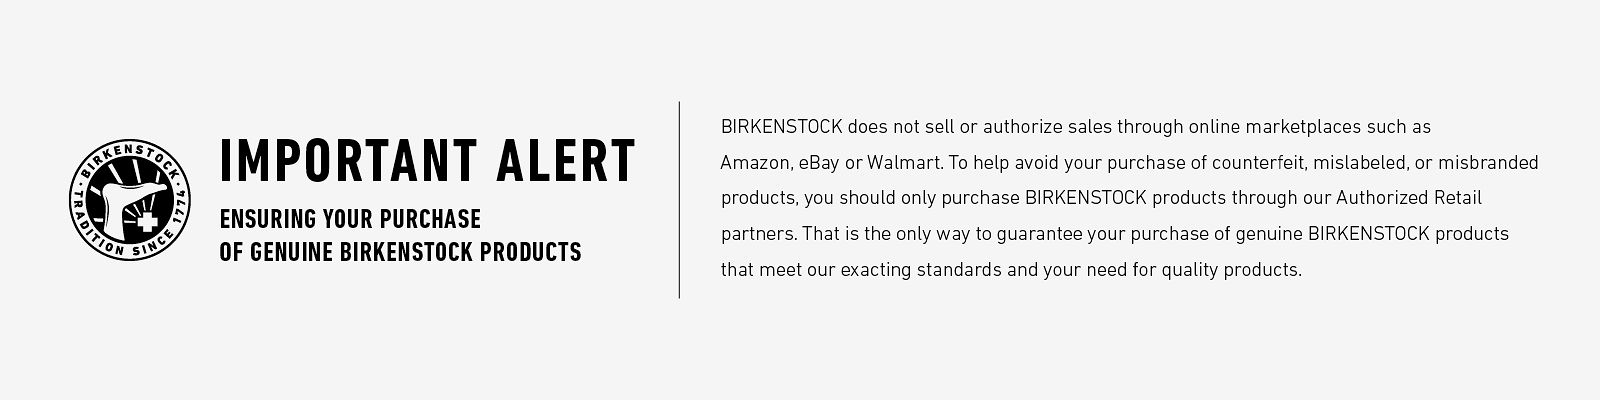 BIRKENSTOCK
TRADITION SINCE 1774
IMPORTANT ALERT
ENSURING YOUR PURCHASE
OF GENUINE BIRKENSTOCK PRODUCTS
BIRKENSTOCK does not sell or authorize sales through online marketplaces such as
Amazon, eBay or Walmart. To help avoid your purchase of counterfeit, mislabeled, or misbranded
products, you should only purchase BIRKENSTOCK products through our Authorized Retail
partners. That is the only way to guarantee your purchase of genuine BIRKENSTOCK products
that meet our exacting standards and your need for quality products.